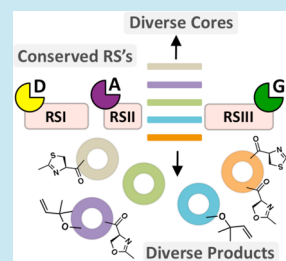 Diverse Cores
Conserved RS's
D
A
G
RSI
RSII
RSIII
N
S
O
N
S
O
O
O
N
O
O
O
N
O
Diverse Products